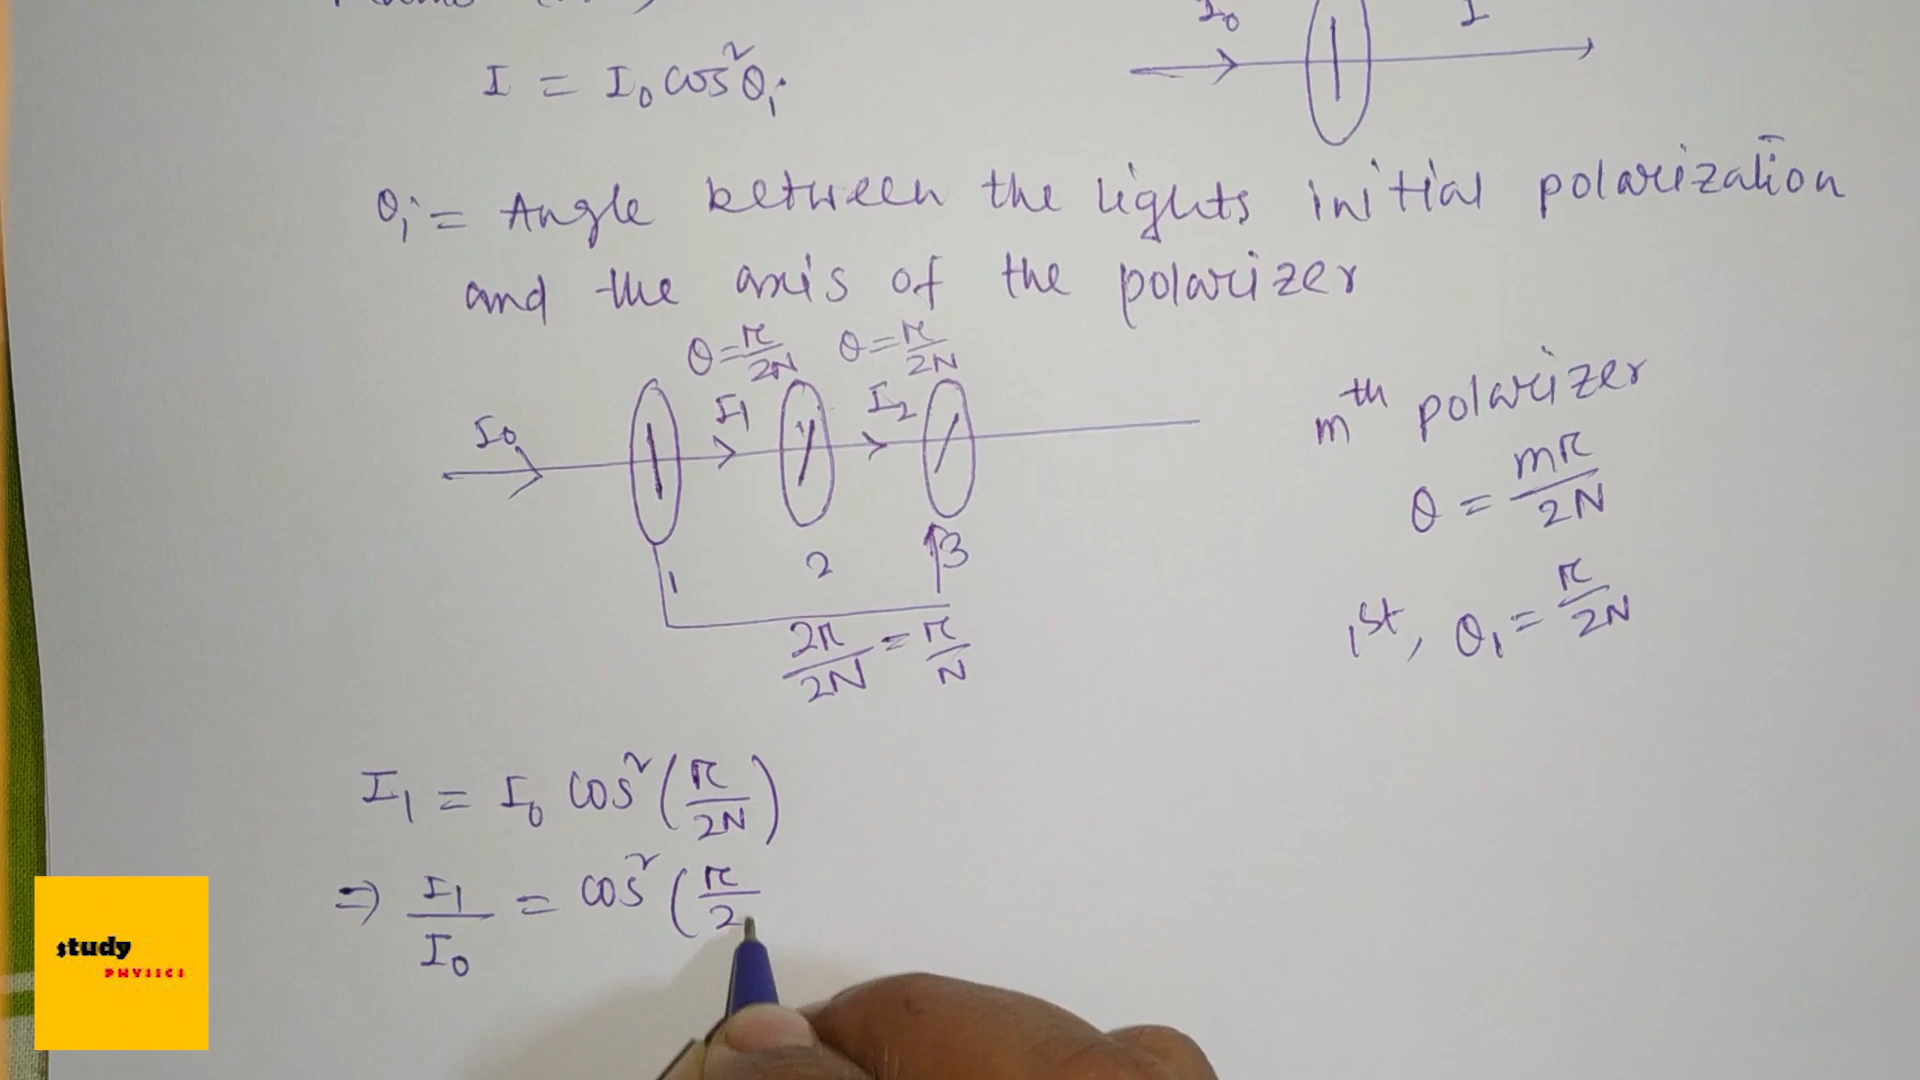 I₀ I
I = I₀ cos²θᵢ
θᵢ = Angle between the lights initial polarization
and the axis of the polarizer
θ = π/2N θ = π/2N
I₀ I₁ I₂
1 2 3
2π/2N = π/N
mth polarizer
θ = mπ/2N
1st, θ₁ = π/2N
I₁ = I₀ cos² (π/2N)
⇒ I₁/I₀ = cos² (π/2
study
PHYSICS